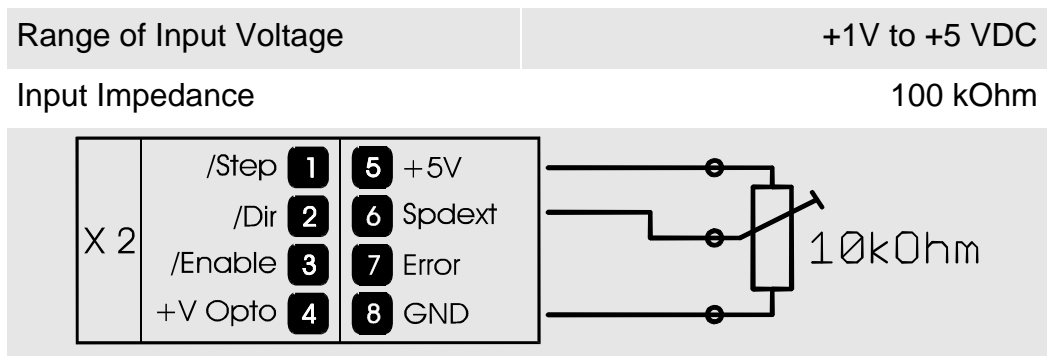 Range of Input Voltage +1V to +5 VDC
Input Impedance 100 kOhm
X 2
/Step 1 5 +5V
/Dir 2 6 Spdext
/Enable 3 7 Error
+V Opto 4 8 GND
10kOhm